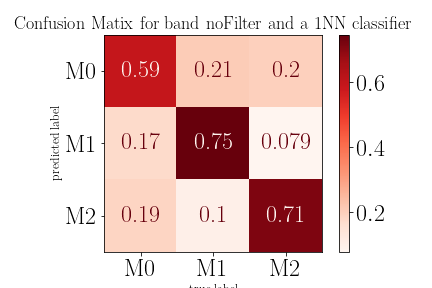 Confusion Matix for band noFilter and a 1NN classifier
predicted label
M0 0.59 0.21 0.2
M1 0.17 0.75 0.079
M2 0.19 0.1 0.71
M0 M1 M2
true label
0.6
0.4
0.2